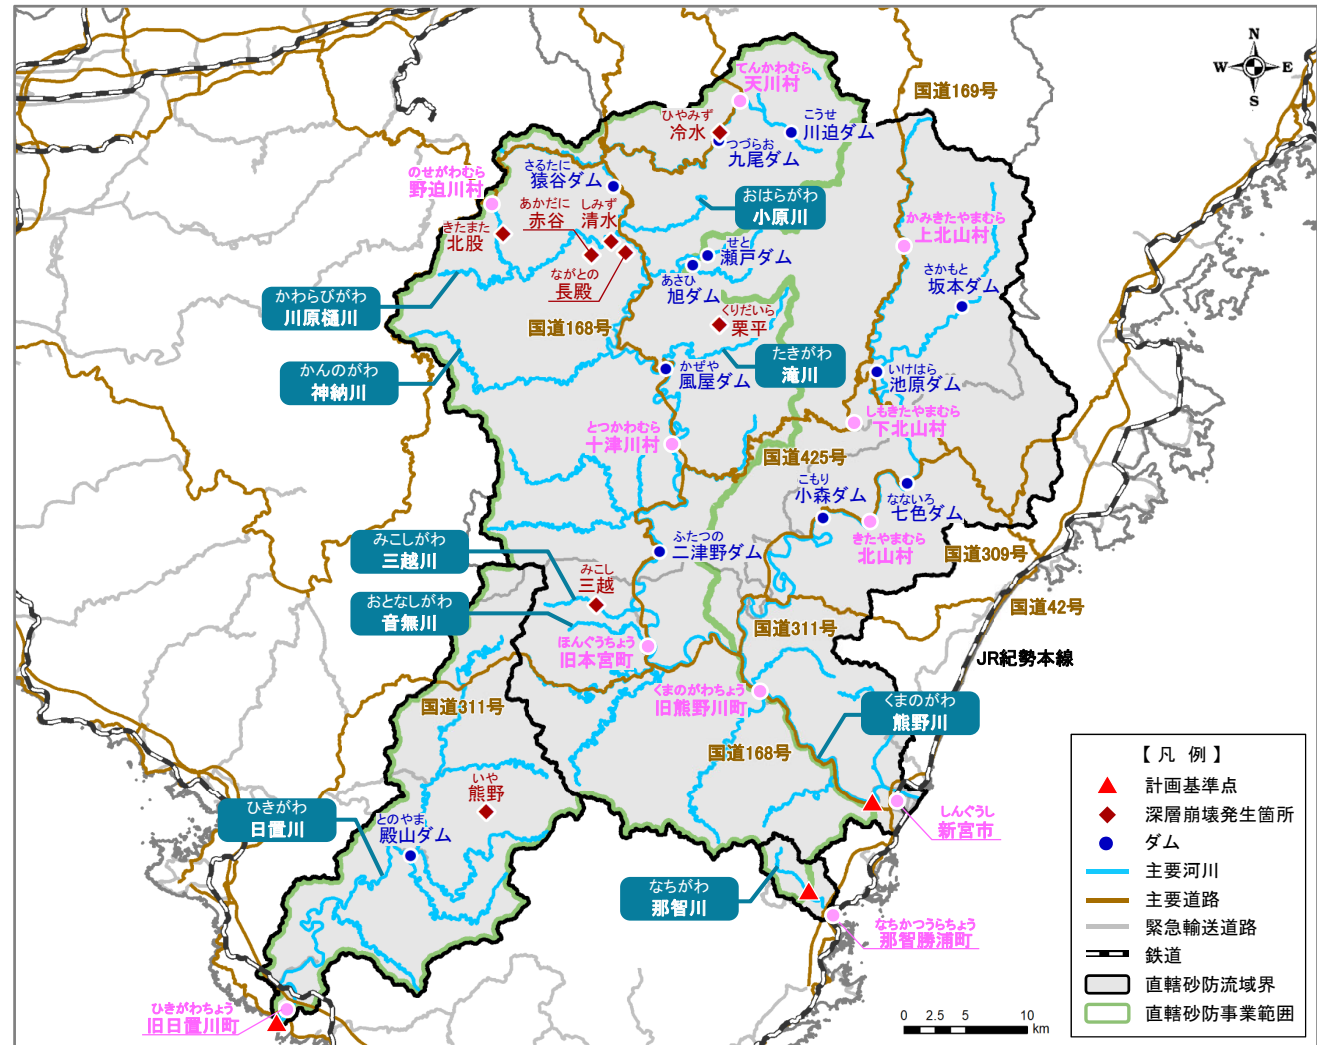 N
W E
S
国道169号
てんかわむら
天川村
ひやみず
冷水
こうせ
川迫ダム
つづらお
九尾ダム
さるたに
猿谷ダム
のせがわむら
野迫川村
おはらがわ
小原川
あかだに
赤谷
しみず
清水
きたまた
北股
かみきたやまむら
上北山村
せと
瀬戸ダム
あさひ
旭ダム
さかもと
坂本ダム
ながとの
長殿
かわらびがわ
川原樋川
くりだいら
栗平
国道168号
たきがわ
滝川
かんのがわ
神納川
かぜや
風屋ダム
いけはら
池原ダム
しもきたやまむら
下北山村
とつかわむら
十津川村
国道425号
こもり
小森ダム
なないろ
七色ダム
きたやまむら
北山村
みこしがわ
三越川
ふたつの
二津野ダム
国道309号
みこし
三越
おとなしがわ
音無川
国道42号
国道311号
ほんぐうちょう
旧本宮町
JR紀勢本線
くまのがわちょう
旧熊野川町
国道311号
くまのがわ
熊野川
国道168号
いや
熊野
ひきがわ
日置川
とのやま
殿山ダム
しんぐうし
新宮市
なちがわ
那智川
なちかつうらちょう
那智勝浦町
ひきがわちょう
旧日置川町
【 凡 例 】
計画基準点
深層崩壊発生箇所
ダム
主要河川
主要道路
緊急輸送道路
鉄道
直轄砂防流域界
直轄砂防事業範囲
0 2.5 5 10
km